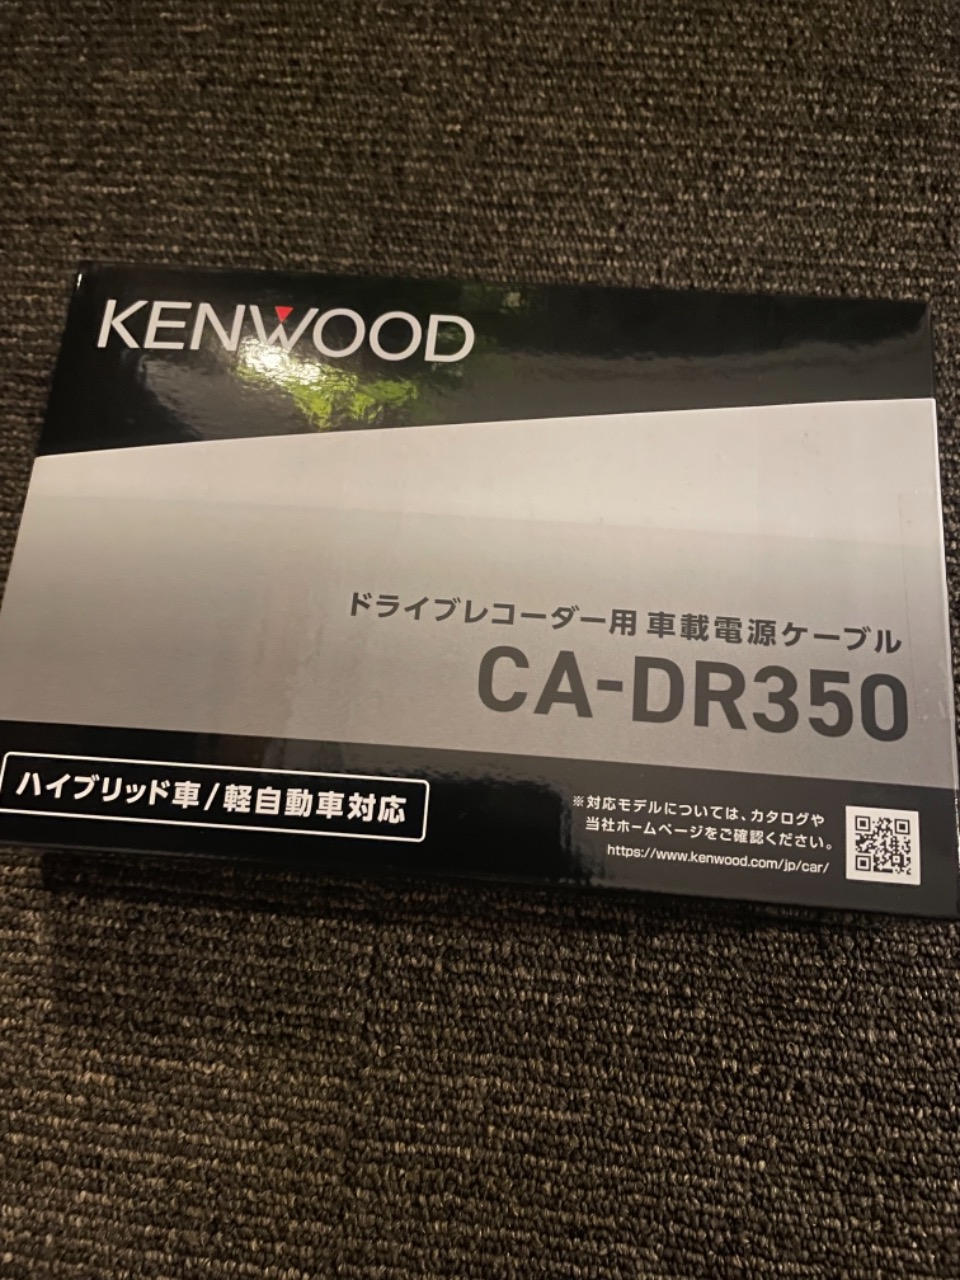 KENWOOD
ドライブレコーダー用 車載電源ケーブル
CA-DR350
ハイブリッド車/軽自動車対応
※対応モデルについては、カタログや
当社ホームページをご確認ください。
https://www.kenwood.com/jp/car/